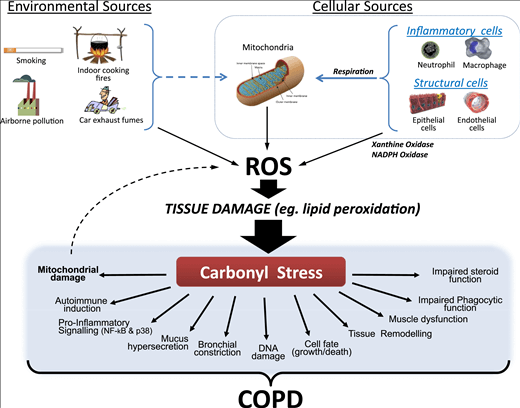 Environmental Sources
Cellular Sources
Smoking
Indoor cooking
fires
Airborne pollution
Car exhaust fumes
Mitochondria
Respiration
Inflammatory cells
Neutrophil
Macrophage
Structural cells
Epithelial
cells
Endothelial
cells
Xanthine Oxidase
NADPH Oxidase
ROS
TISSUE DAMAGE (eg. lipid peroxidation)
Carbonyl Stress
Mitochondrial
damage
Autoimmune
induction
Pro-Inflammatory
Signalling (NF-kB & p38)
Mucus
hypersecretion
Bronchial
constriction
DNA
damage
Cell fate
(growth/death)
Tissue Remodelling
Muscle dysfunction
Impaired Phagocytic
function
Impaired steroid
function
COPD